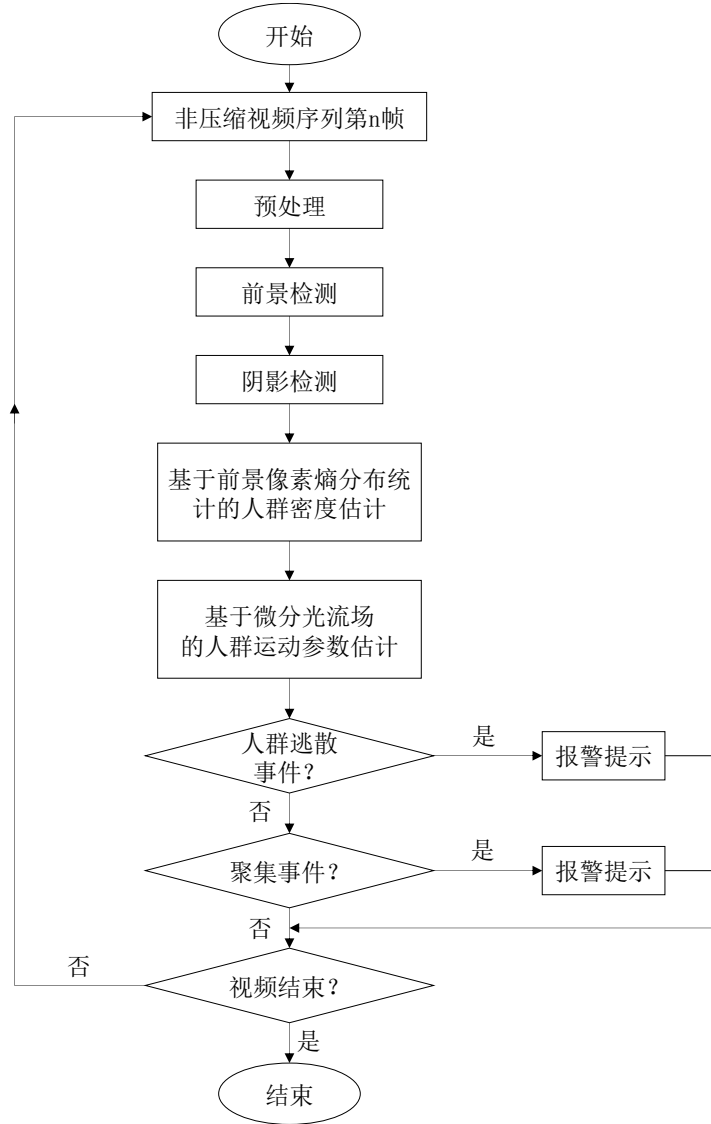 开始
非压缩视频序列第n帧
预处理
前景检测
阴影检测
基于前景像素熵分布统
计的人群密度估计
基于微分光流场
的人群运动参数估计
人群逃散
事件?
是
报警提示
否
聚集事件?
是
报警提示
否
视频结束?
否
是
结束